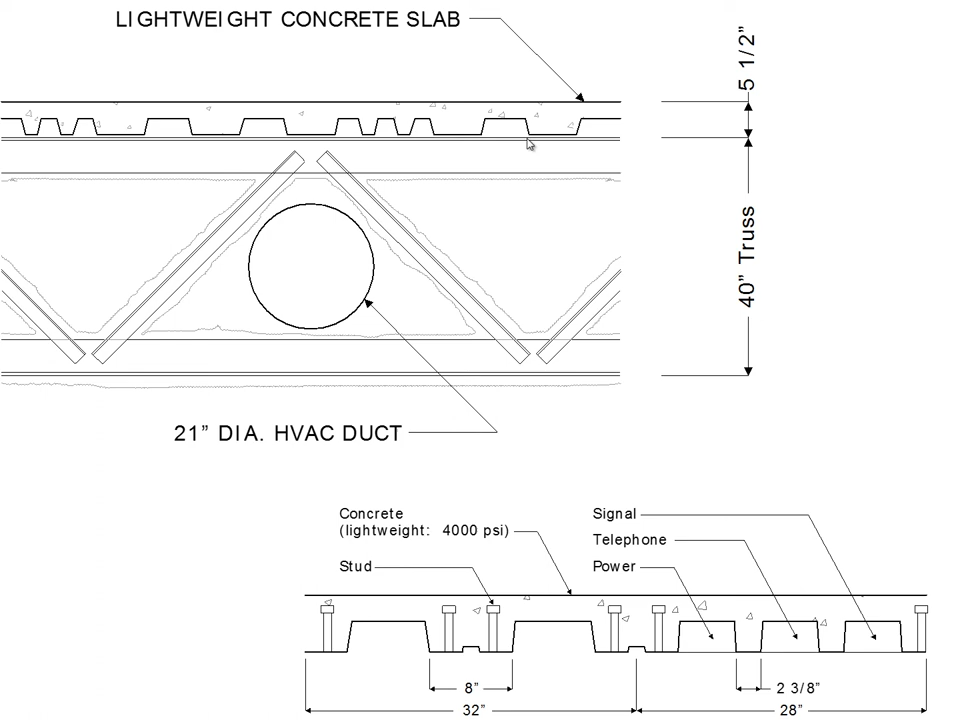 LIGHTWEIGHT CONCRETE SLAB
5 1/2”
40” Truss
21” DIA. HVAC DUCT
Concrete
(lightweight: 4000 psi)
Stud
Signal
Telephone
Power
8”
2 3/8”
32”
28”